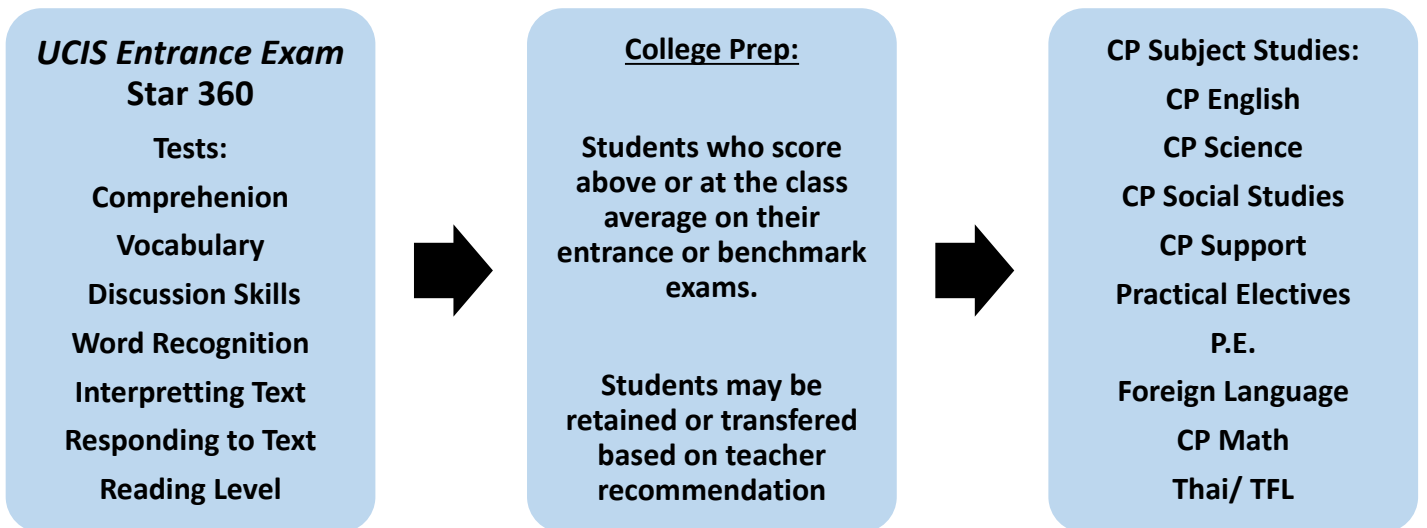 UCIS Entrance Exam
Star 360
Tests:
Comprehenion
Vocabulary
Discussion Skills
Word Recognition
Interpretting Text
Responding to Text
Reading Level
College Prep:
Students who score
above or at the class
average on their
entrance or benchmark
exams.
Students may be
retained or transfered
based on teacher
recommendation
CP Subject Studies:
CP English
CP Science
CP Social Studies
CP Support
Practical Electives
P.E.
Foreign Language
CP Math
Thai/ TFL